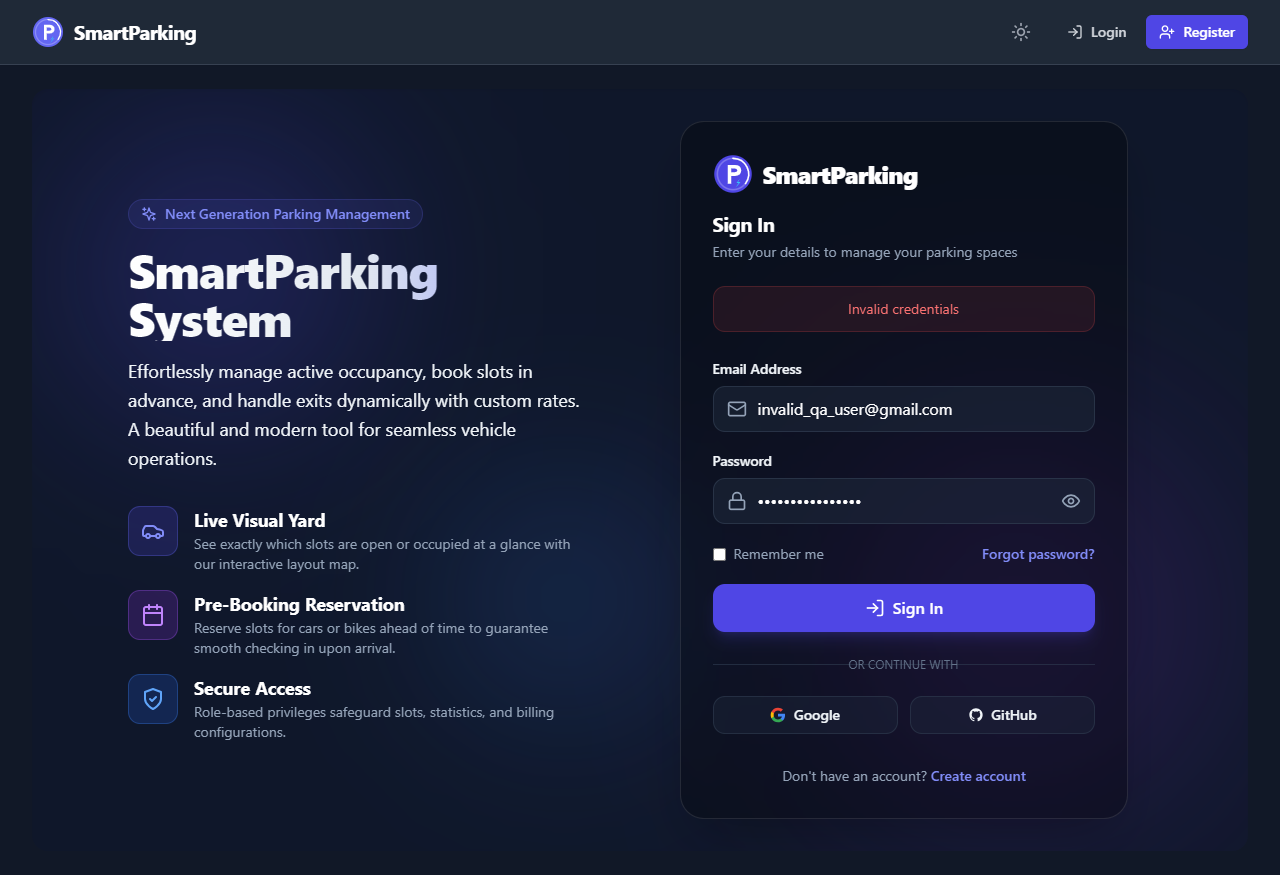 SmartParking
Login
Register
Next Generation Parking Management
SmartParking
System
Effortlessly manage active occupancy, book slots in
advance, and handle exits dynamically with custom rates.
A beautiful and modern tool for seamless vehicle
operations.
Live Visual Yard
See exactly which slots are open or occupied at a glance with
our interactive layout map.
Pre-Booking Reservation
Reserve slots for cars or bikes ahead of time to guarantee
smooth checking in upon arrival.
Secure Access
Role-based privileges safeguard slots, statistics, and billing
configurations.
SmartParking
Sign In
Enter your details to manage your parking spaces
Invalid credentials
Email Address
invalid_qa_user@gmail.com
Password
••••••••••••••••
Remember me
Forgot password?
Sign In
OR CONTINUE WITH
Google
GitHub
Don't have an account? Create account